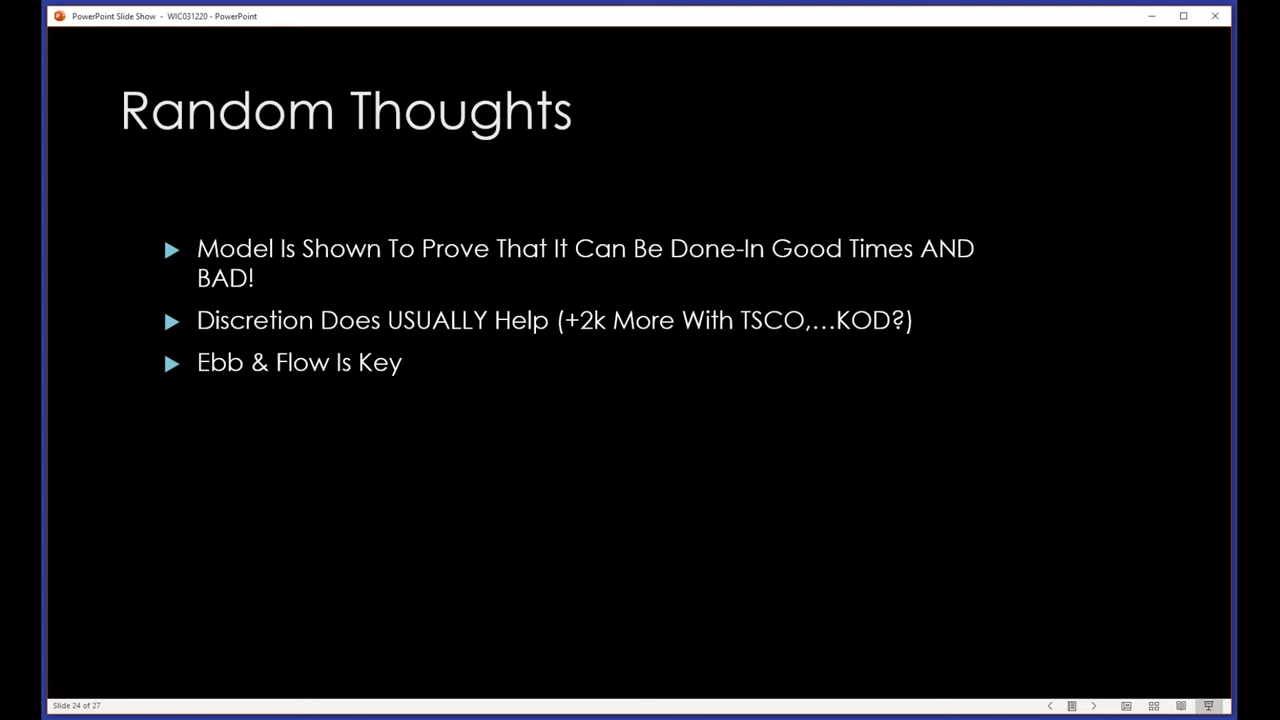 PowerPoint Slide Show - WIC031220 - PowerPoint
Random Thoughts
Model Is Shown To Prove That It Can Be Done-In Good Times AND
BAD!
Discretion Does USUALLY Help (+2k More With TSCO,...KOD?)
Ebb & Flow Is Key
Slide 24 of 27